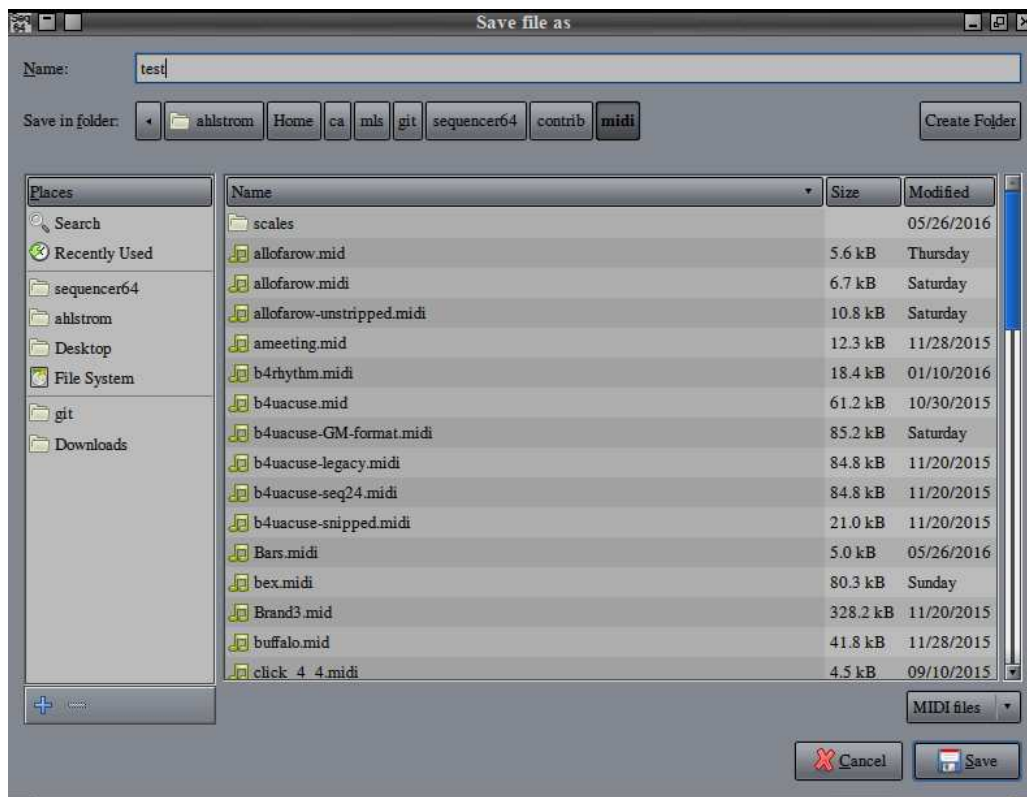 Seq 64
Save file as
Name: test
Save in folder: ahlstrom Home ca mls git sequencer64 contrib midi Create Folder
Places
Search
Recently Used
sequencer64
ahlstrom
Desktop
File System
git
Downloads
Name Size Modified
scales 05/26/2016
allofarow.mid 5.6 kB Thursday
allofarow.midi 6.7 kB Saturday
allofarow-unstripped.midi 10.8 kB Saturday
ameeting.mid 12.3 kB 11/28/2015
b4rhythm.midi 18.4 kB 01/10/2016
b4uacuse.mid 61.2 kB 10/30/2015
b4uacuse-GM-format.midi 85.2 kB Saturday
b4uacuse-legacy.midi 84.8 kB 11/20/2015
b4uacuse-seq24.midi 84.8 kB 11/20/2015
b4uacuse-snipped.midi 21.0 kB 11/20/2015
Bars.midi 5.0 kB 05/26/2016
bex.midi 80.3 kB Sunday
Brand3.mid 328.2 kB 11/20/2015
buffalo.mid 41.8 kB 11/28/2015
click_4_4.midi 4.5 kB 09/10/2015
MIDI files
Cancel Save